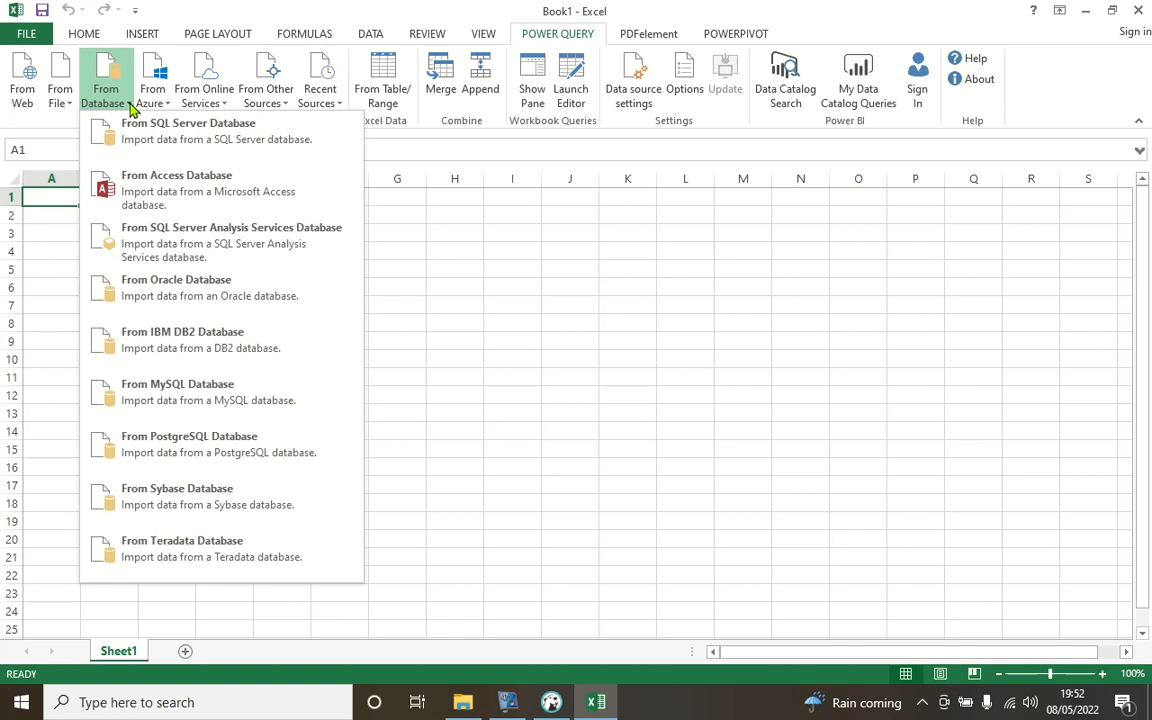 Book1 - Excel
Sign in
FILE HOME INSERT PAGE LAYOUT FORMULAS DATA REVIEW VIEW POWER QUERY PDFelement POWERPIVOT
From Web
From File
From Database
From Azure
From Online Services
From Other Sources
Recent Sources
From Table/ Range
Merge
Append
Show Pane
Launch Editor
Data source settings
Options
Update
Data Catalog Search
My Data Catalog Queries
Sign In
? Help
About
Combine
Workbook Queries
Settings
Power BI
Help
A1
From SQL Server Database
Import data from a SQL Server database.
From Access Database
Import data from a Microsoft Access
database.
From SQL Server Analysis Services Database
Import data from a SQL Server Analysis
Services database.
From Oracle Database
Import data from an Oracle database.
From IBM DB2 Database
Import data from a DB2 database.
From MySQL Database
Import data from a MySQL database.
From PostgreSQL Database
Import data from a PostgreSQL database.
From Sybase Database
Import data from a Sybase database.
From Teradata Database
Import data from a Teradata database.
A G H I J K L M N O P Q R S
1
2
3
4
5
6
7
8
9
10
11
12
13
14
15
16
17
18
19
20
21
22
23
24
25
Sheet1
READY
100%
Type here to search
Rain coming
19:52
08/05/2022
1